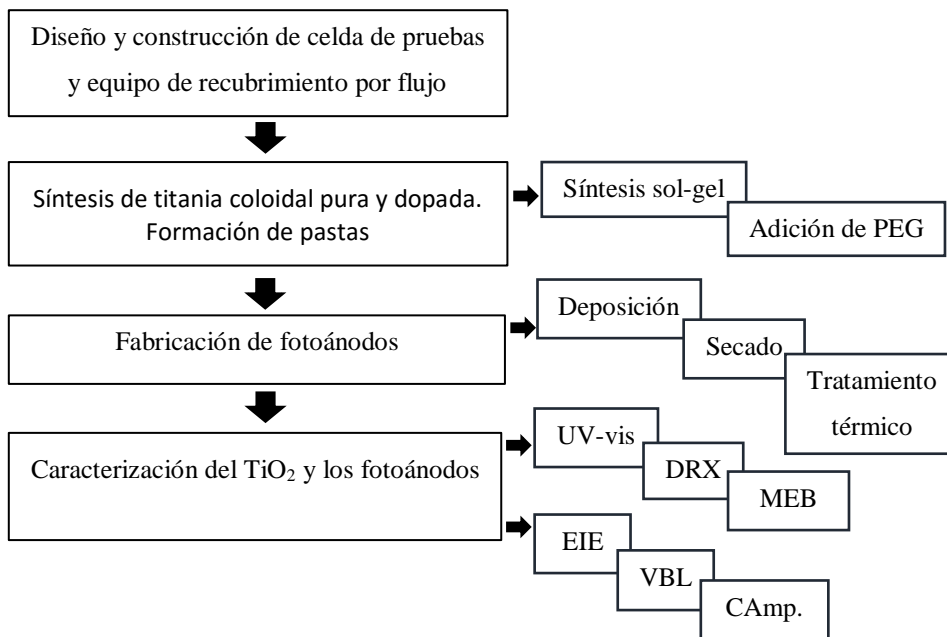 Diseño y construcción de celda de pruebas
y equipo de recubrimiento por flujo
Síntesis de titania coloidal pura y dopada.
Formación de pastas
Síntesis sol-gel
Adición de PEG
Fabricación de fotoánodos
Deposición
Secado
Tratamiento
térmico
Caracterización del TiO₂ y los fotoánodos
UV-vis
DRX
MEB
EIE
VBL
CAmp.